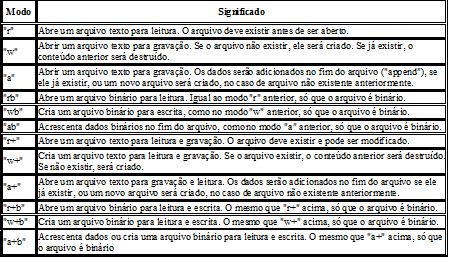 Modo Significado
"r" Abre um arquivo texto para leitura. O arquivo deve existir antes de ser aberto.
"w" Abrir um arquivo texto para gravação. Se o arquivo não existir, ele será criado. Se já existir, o
conteúdo anterior será destruído.
"a" Abrir um arquivo texto para gravação. Os dados serão adicionados no fim do arquivo ("append"), se
ele já existir, ou um novo arquivo será criado, no caso de arquivo não existente anteriormente.
"rb" Abre um arquivo binário para leitura. Igual ao modo "r" anterior, só que o arquivo é binário.
"wb" Cria um arquivo binário para escrita, como no modo "w" anterior, só que o arquivo é binário.
"ab" Acrescenta dados binários no fim do arquivo, como no modo "a" anterior, só que o arquivo é binário.
"r+" Abre um arquivo texto para leitura e gravação. O arquivo deve existir e pode ser modificado.
"w+" Cria um arquivo texto para leitura e gravação. Se o arquivo existir, o conteúdo anterior será destruído.
Se não existir, será criado.
"a+" Abre um arquivo texto para gravação e leitura. Os dados serão adicionados no fim do arquivo se ele
já existir, ou um novo arquivo será criado, no caso de arquivo não existente anteriormente.
"r+b" Abre um arquivo binário para leitura e escrita. O mesmo que "r+" acima, só que o arquivo é binário.
"w+b" Cria um arquivo binário para leitura e escrita. O mesmo que "w+" acima, só que o arquivo é binário.
"a+b" Acrescenta dados ou cria uma arquivo binário para leitura e escrita. O mesmo que "a+" acima, só que
o arquivo é binário